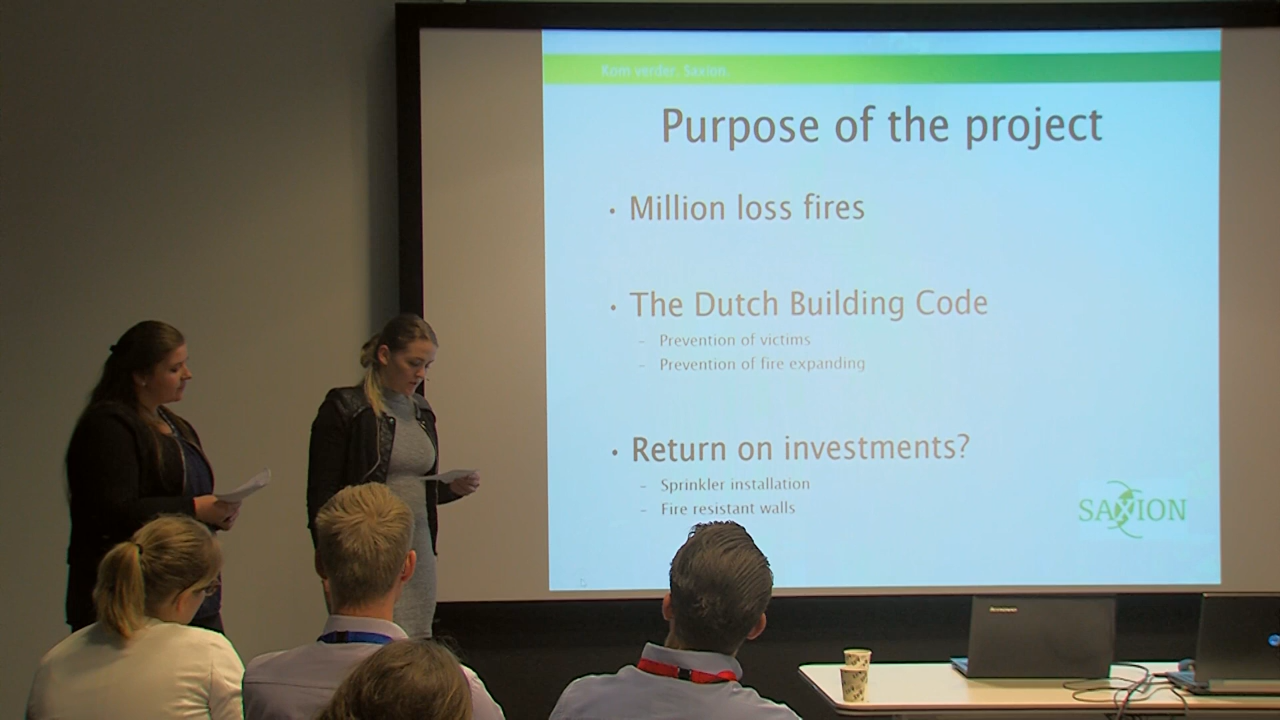 Kom verder. Saxion.
Purpose of the project
• Million loss fires
• The Dutch Building Code
– Prevention of victims
– Prevention of fire expanding
• Return on investments?
– Sprinkler installation
– Fire resistant walls
SAXION